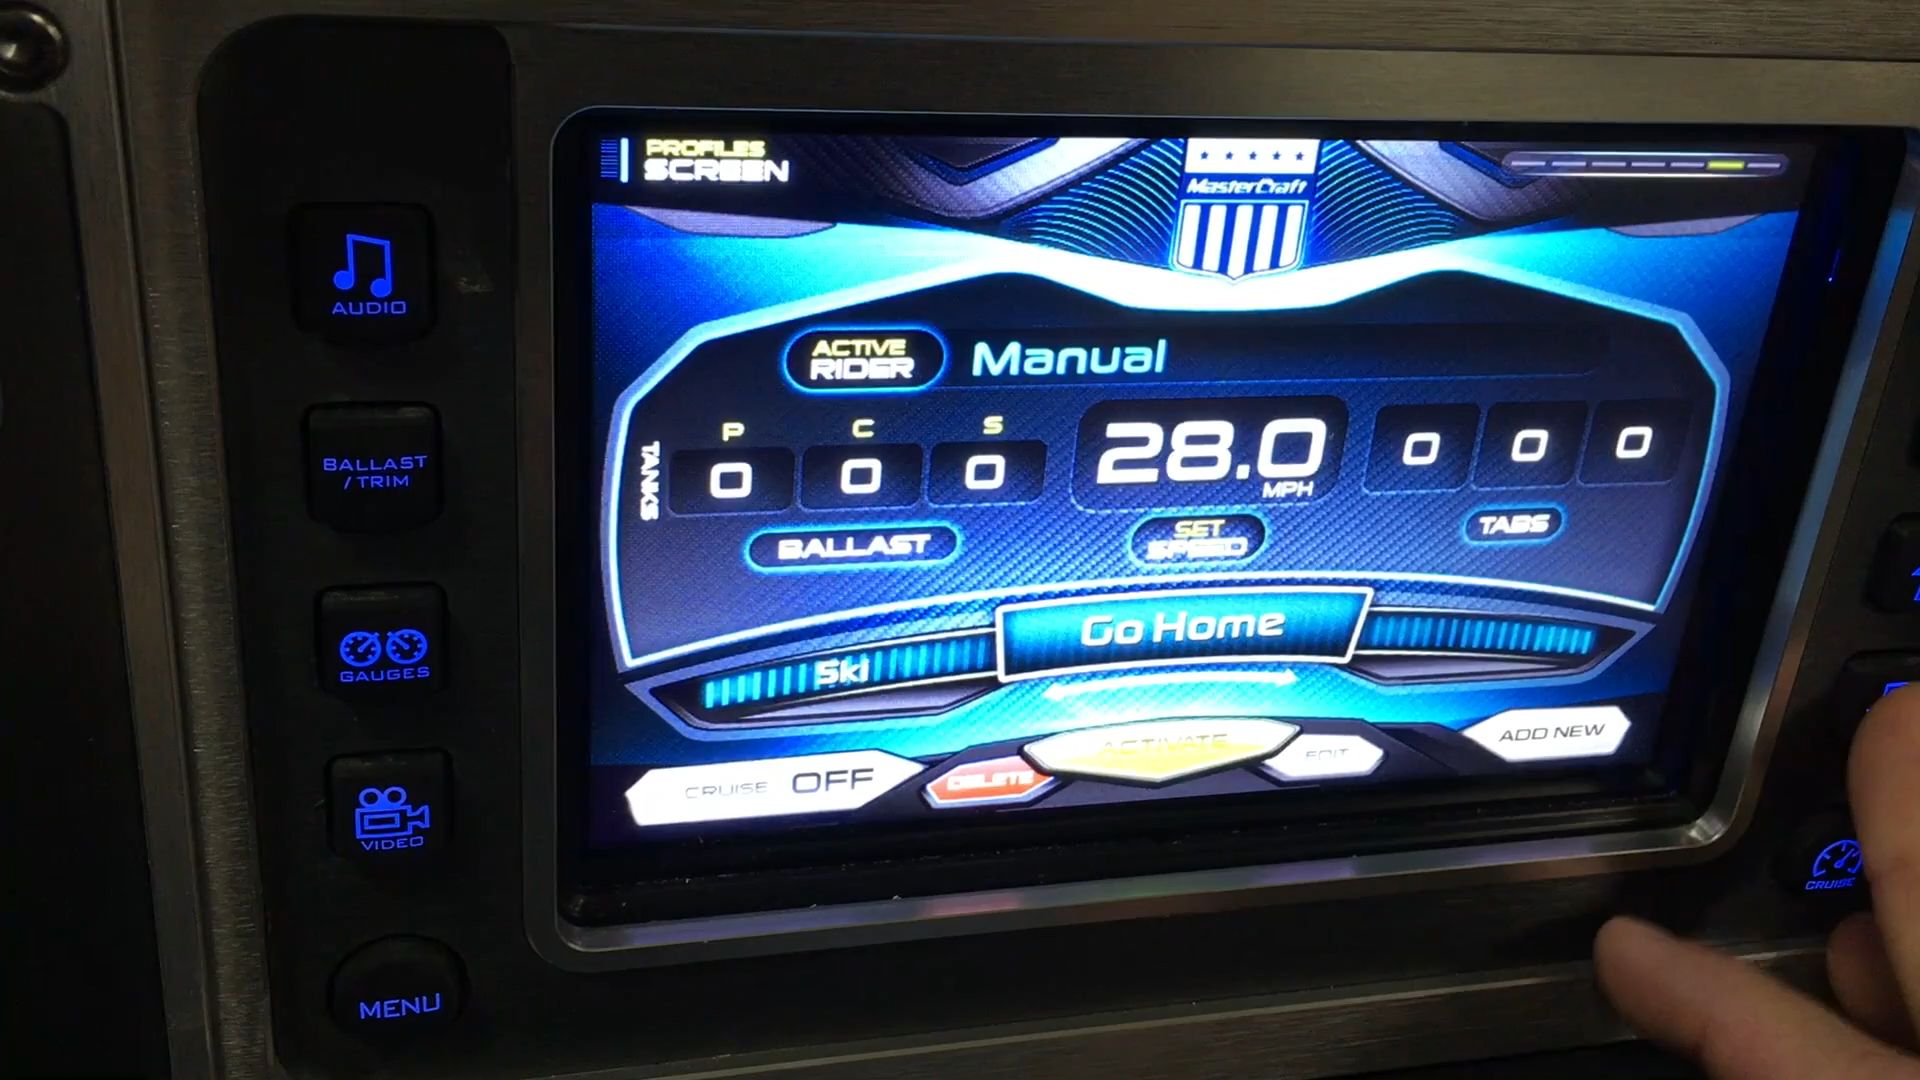 PROFILES
SCREEN
MasterCraft
AUDIO
ACTIVE
RIDER
Manual
P C S
TANKS
0 0 0
28.0
MPH
0 0 0
BALLAST
/ TRIM
BALLAST
SET
SPEED
TABS
GAUGES
Ski
Go Home
CRUISE OFF
DELETE
ACTIVATE
EDIT
ADD NEW
VIDEO
CRUISE
MENU